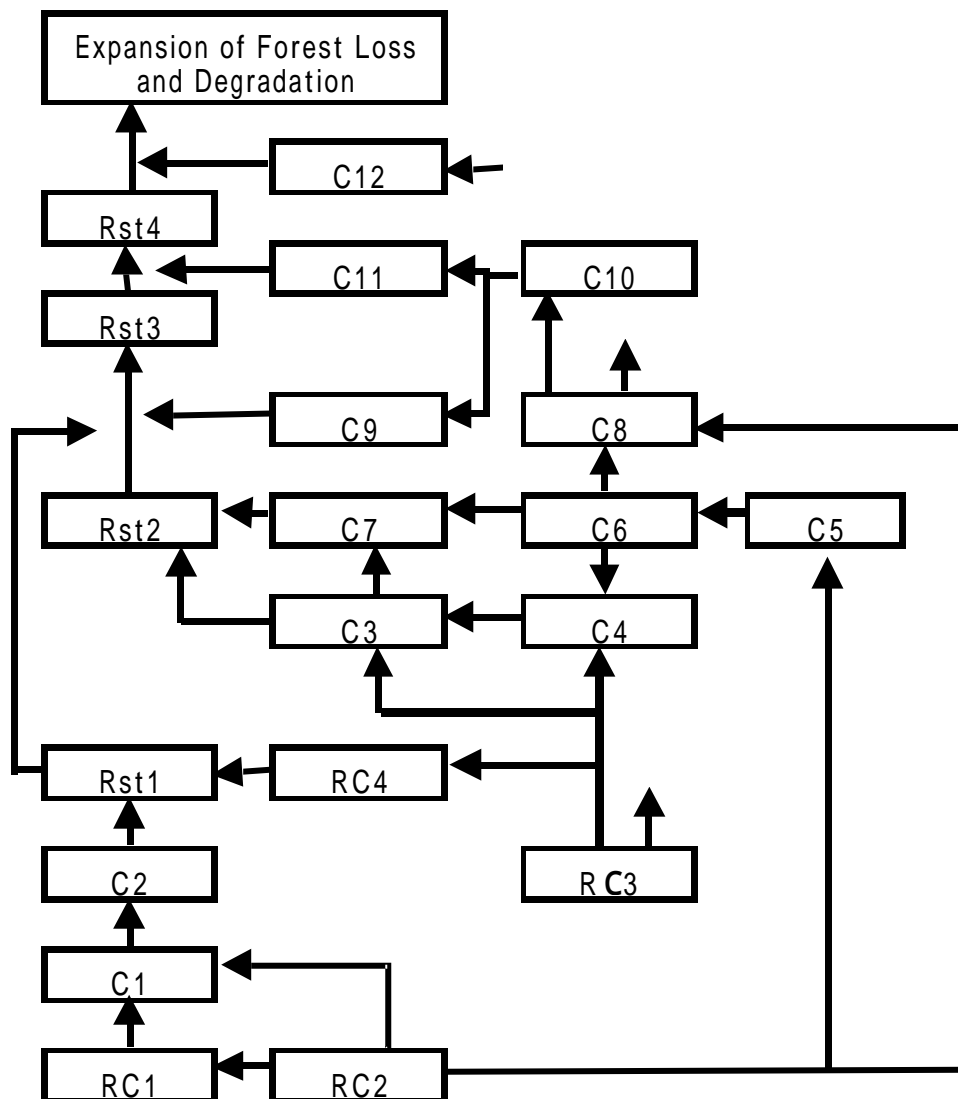 Expansion of Forest Loss
and Degradation
C12
Rst4
C11
C10
Rst3
C9
C8
Rst2
C7
C6
C5
C3
C4
Rst1
RC4
C2
RC3
C1
RC1
RC2